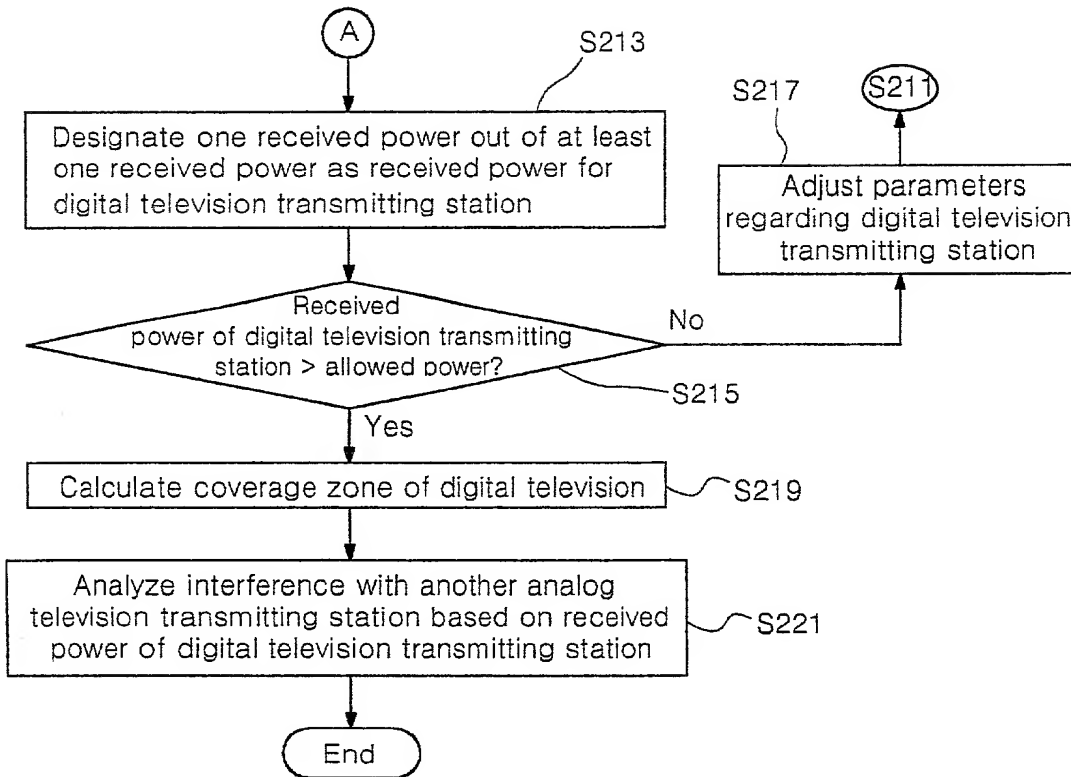 A
S213
Designate one received power out of at least
one received power as received power for
digital television transmitting station
S211
S217
Adjust parameters
regarding digital television
transmitting station
Received
power of digital television transmitting
station > allowed power?
No
S215
Yes
Calculate coverage zone of digital television
S219
Analyze interference with another analog
television transmitting station based on received
power of digital television transmitting station
S221
End